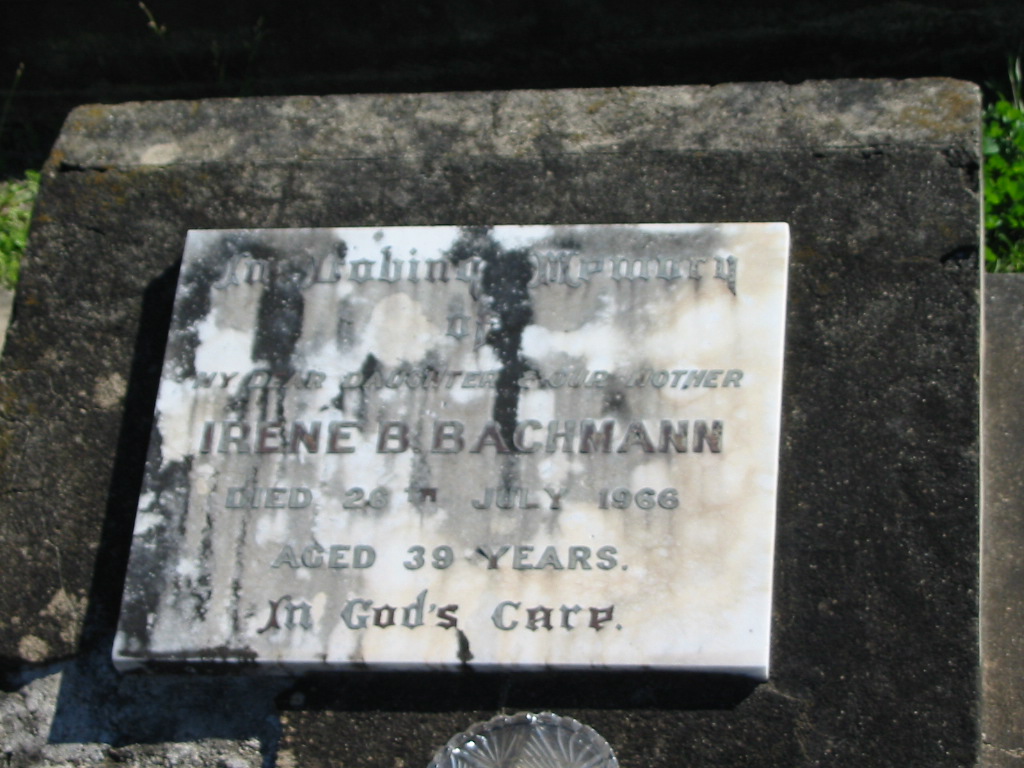 In Loving Memory
of
MY DEAR DAUGHTER & OUR MOTHER
IRENE B. BACHMANN
DIED 26TH JULY 1966
AGED 39 YEARS.
In God's Care.